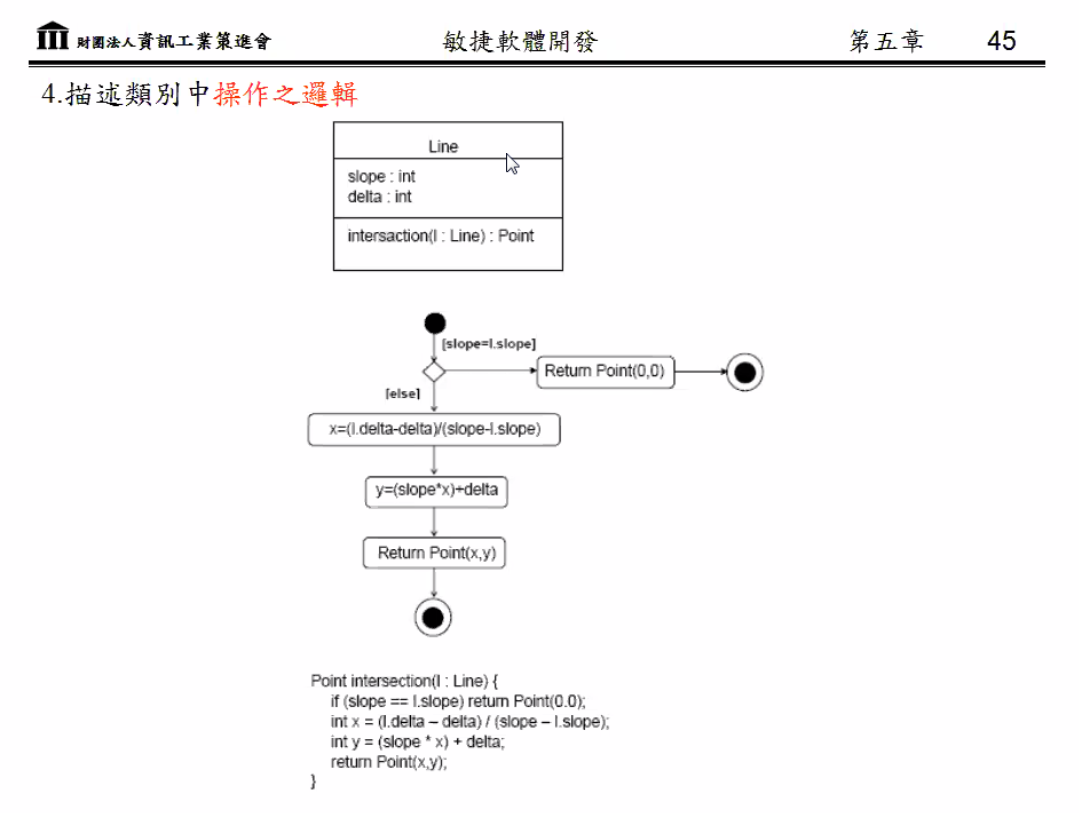 財團法人資訊工業策進會 敏捷軟體開發 第五章 45
4.描述類別中操作之邏輯
Line
slope : int
delta : int
intersaction(l : Line) : Point
[slope=l.slope]
Return Point(0,0)
[else]
x=(l.delta-delta)/(slope-l.slope)
y=(slope*x)+delta
Return Point(x,y)
Point intersection(l : Line) {
if (slope == l.slope) return Point(0.0);
int x = (l.delta – delta) / (slope – l.slope);
int y = (slope * x) + delta;
return Point(x,y);
}